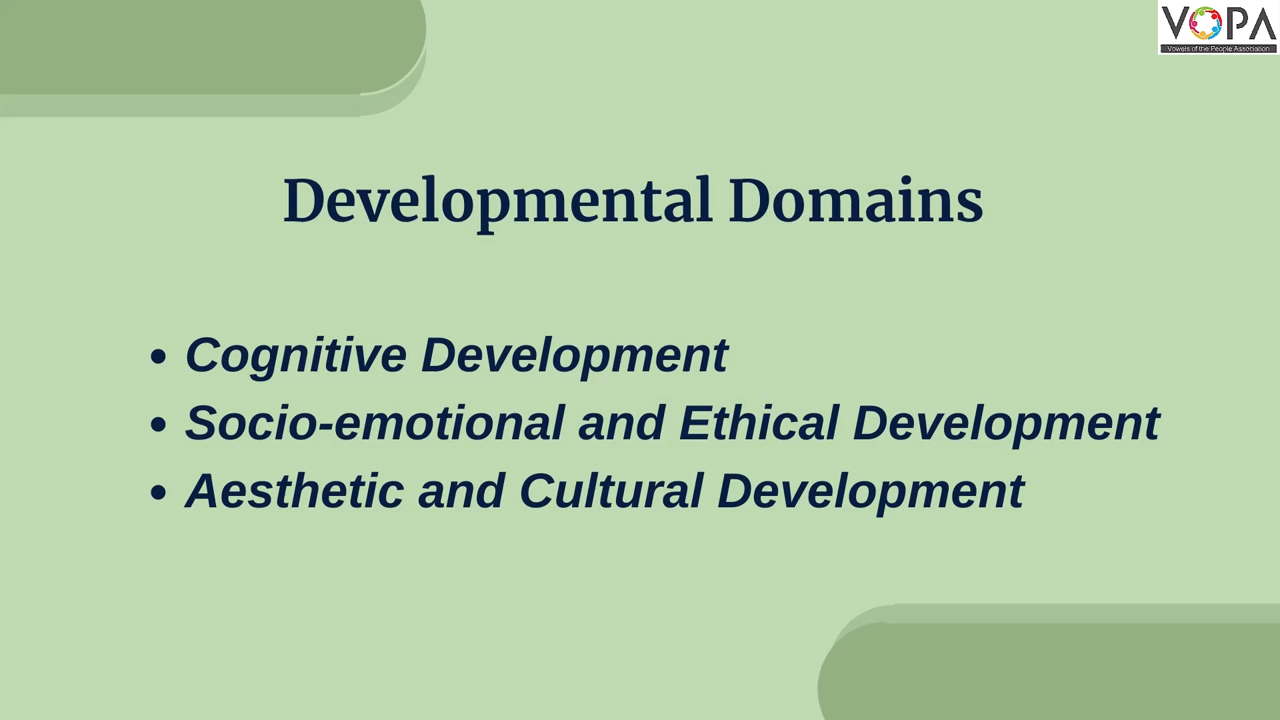 VOPA
Vowels of the People Association
Developmental Domains
• Cognitive Development
• Socio-emotional and Ethical Development
• Aesthetic and Cultural Development